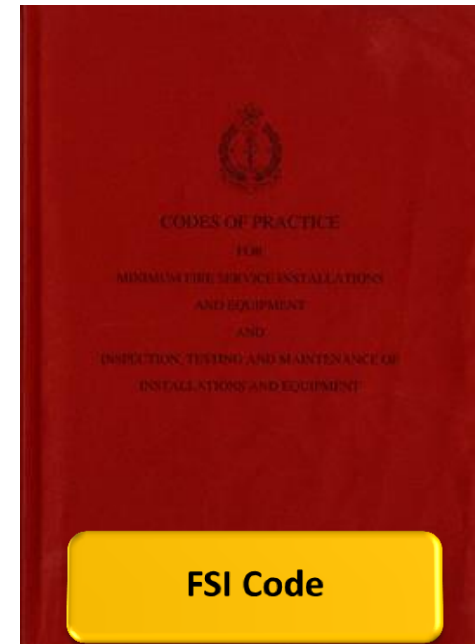 CODES OF PRACTICE
FOR
MINIMUM FIRE SERVICE INSTALLATIONS
AND EQUIPMENT
AND
INSPECTION, TESTING AND MAINTENANCE OF
INSTALLATIONS AND EQUIPMENT
FSI Code